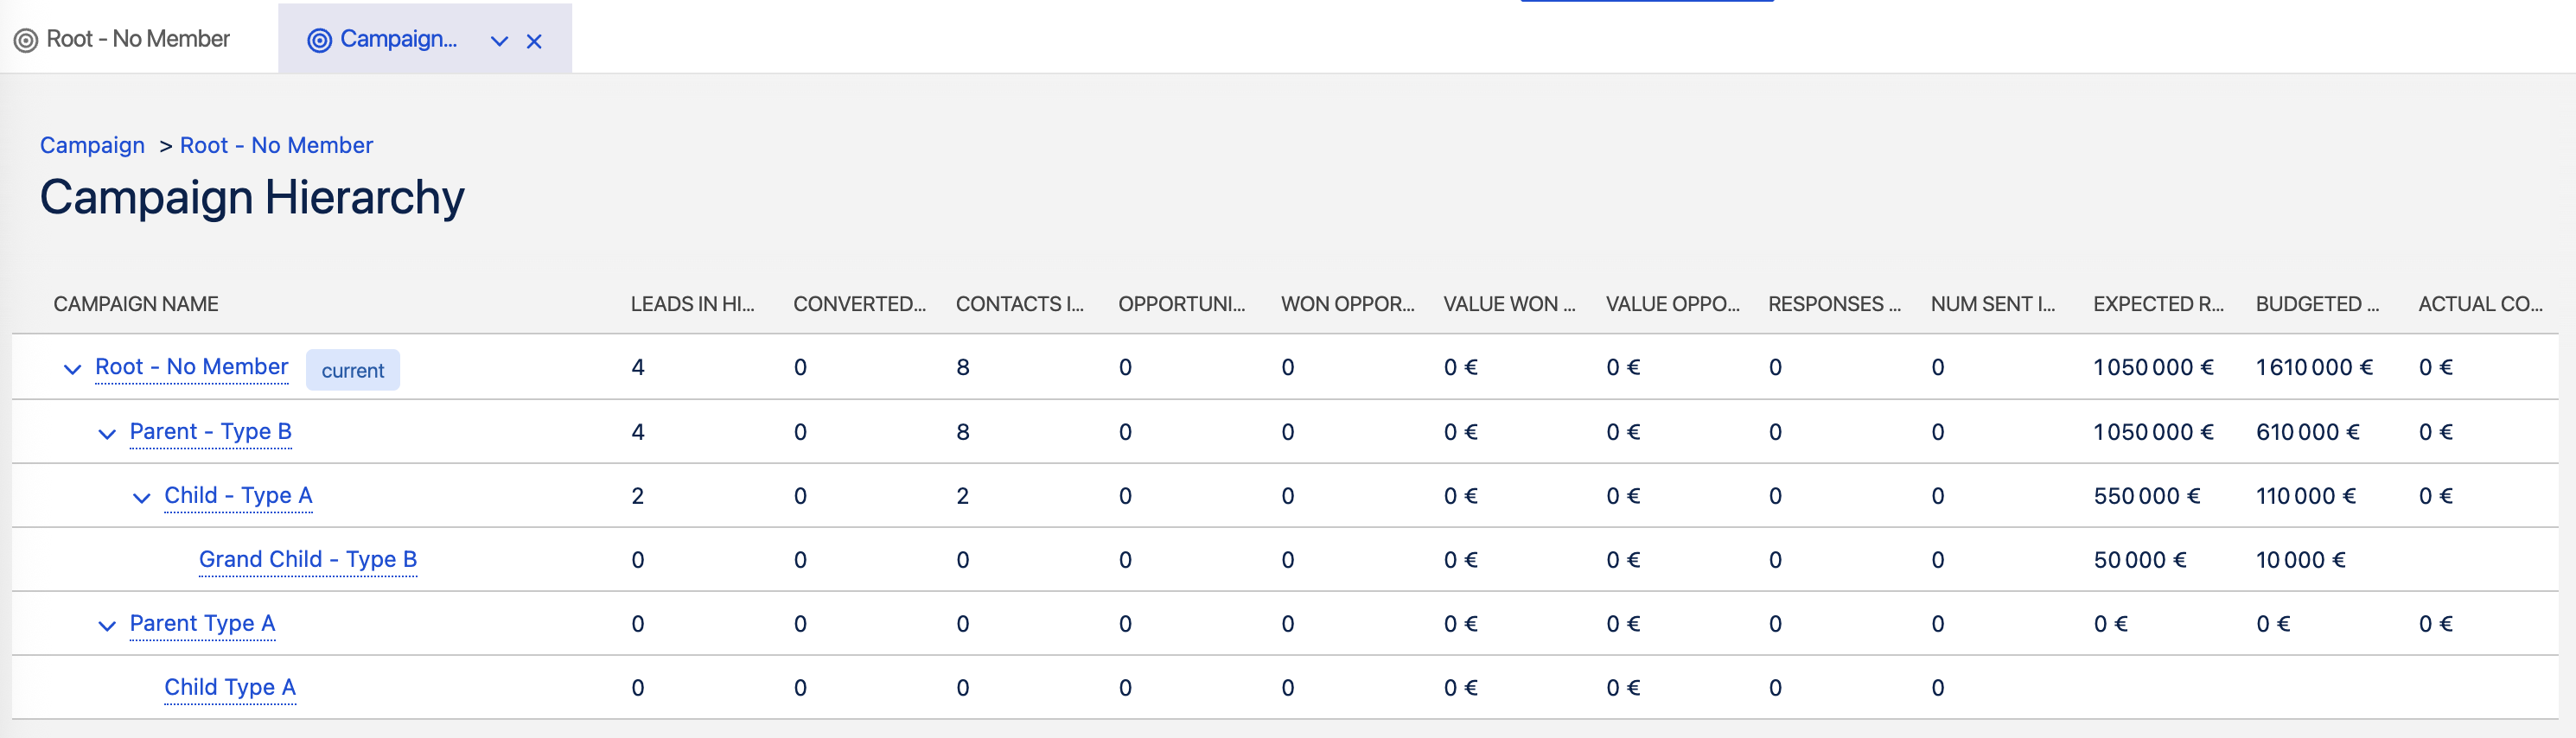 Root - No Member Campaign...
Campaign > Root - No Member
Campaign Hierarchy
CAMPAIGN NAME LEADS IN HI... CONVERTED... CONTACTS I... OPPORTUNI... WON OPPOR... VALUE WON ... VALUE OPPO... RESPONSES ... NUM SENT I... EXPECTED R... BUDGETED ... ACTUAL CO...
Root - No Member current 4 0 8 0 0 0 € 0 € 0 0 1 050 000 € 1 610 000 € 0 €
Parent - Type B 4 0 8 0 0 0 € 0 € 0 0 1 050 000 € 610 000 € 0 €
Child - Type A 2 0 2 0 0 0 € 0 € 0 0 550 000 € 110 000 € 0 €
Grand Child - Type B 0 0 0 0 0 0 € 0 € 0 0 50 000 € 10 000 €
Parent Type A 0 0 0 0 0 0 € 0 € 0 0 0 € 0 € 0 €
Child Type A 0 0 0 0 0 0 € 0 € 0 0